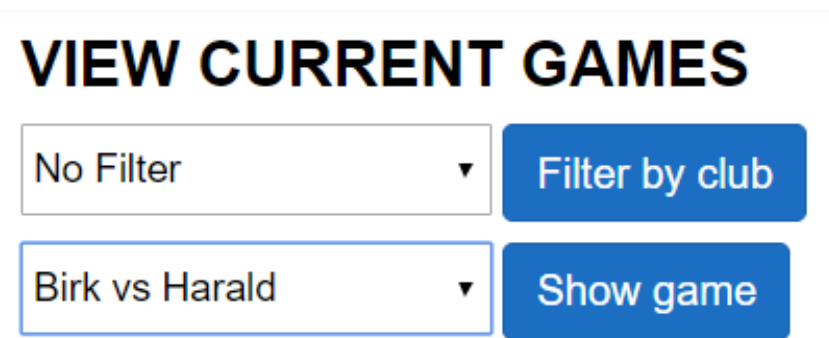 VIEW CURRENT GAMES
No Filter Filter by club
Birk vs Harald Show game